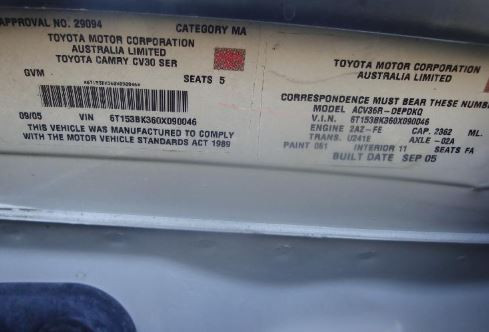 APPROVAL NO. 29094 CATEGORY MA
TOYOTA MOTOR CORPORATION
AUSTRALIA LIMITED
TOYOTA CAMRY CV30 SER
GVM SEATS 5
6T153BK360X090046
09/05 VIN 6T153BK360X090046
THIS VEHICLE WAS MANUFACTURED TO COMPLY
WITH THE MOTOR VEHICLE STANDARDS ACT 1989
TOYOTA MOTOR CORPORATION
AUSTRALIA LIMITED
CORRESPONDENCE MUST BEAR THESE NUMB
MODEL ACV36R-DEPDKQ
V.I.N. 6T153BK360X090046
ENGINE 2AZ-FE CAP. 2362 ML.
TRANS. U241E AXLE -02A
PAINT 061 INTERIOR 11 SEATS FA
BUILT DATE SEP 05